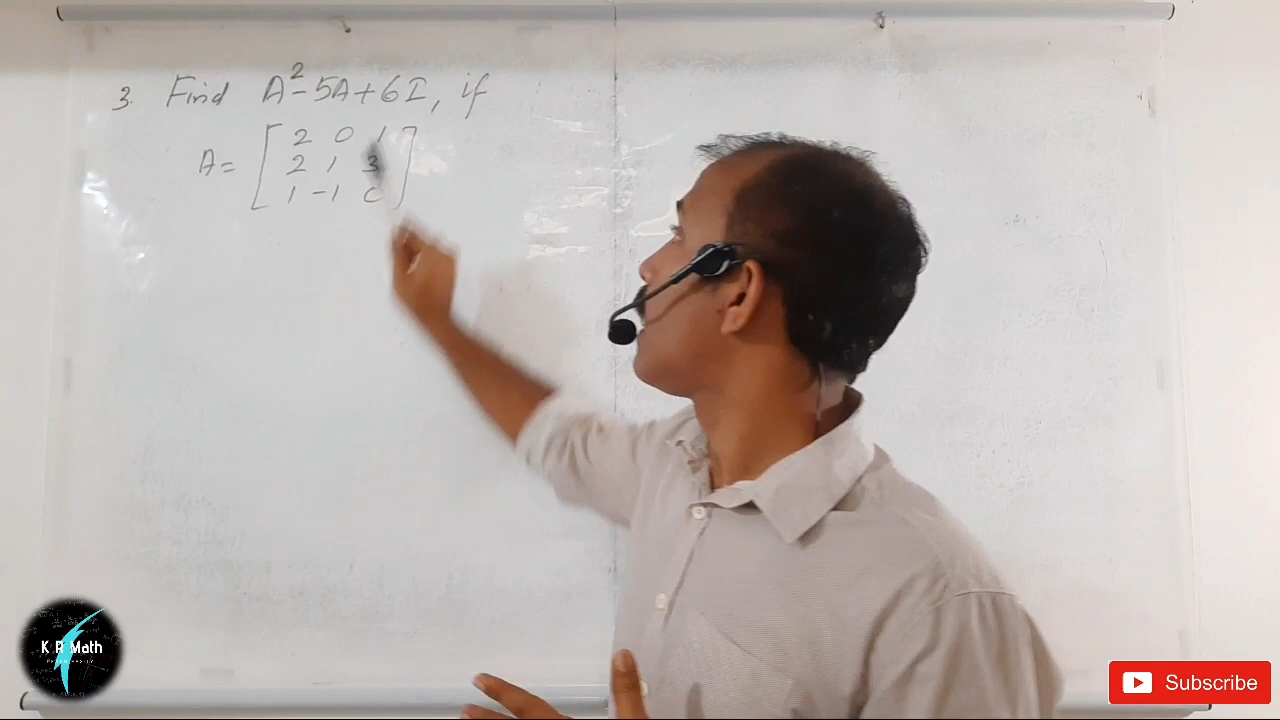 3. Find A²-5A+6I, if
A= [ 2 0 1
2 1 3
1 -1 0 ]
K R Math
Subscribe